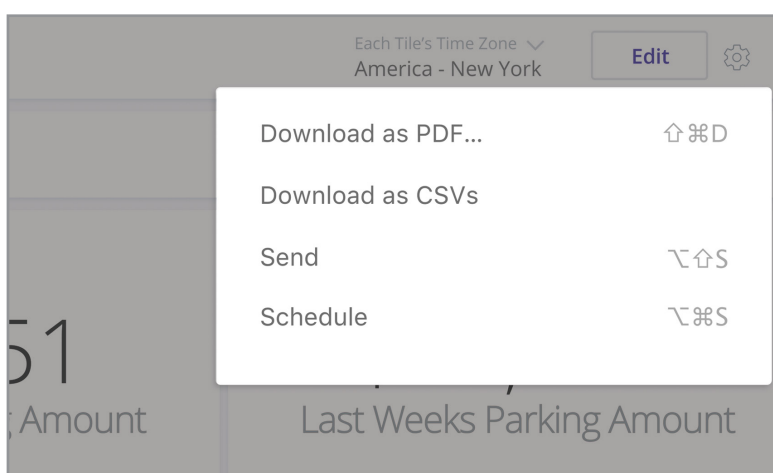 Each Tile's Time Zone
America - New York
Edit
Download as PDF... ⇧⌘D
Download as CSVs
Send ⌥⇧S
Schedule ⌥⌘S
51
Amount
Last Weeks Parking Amount